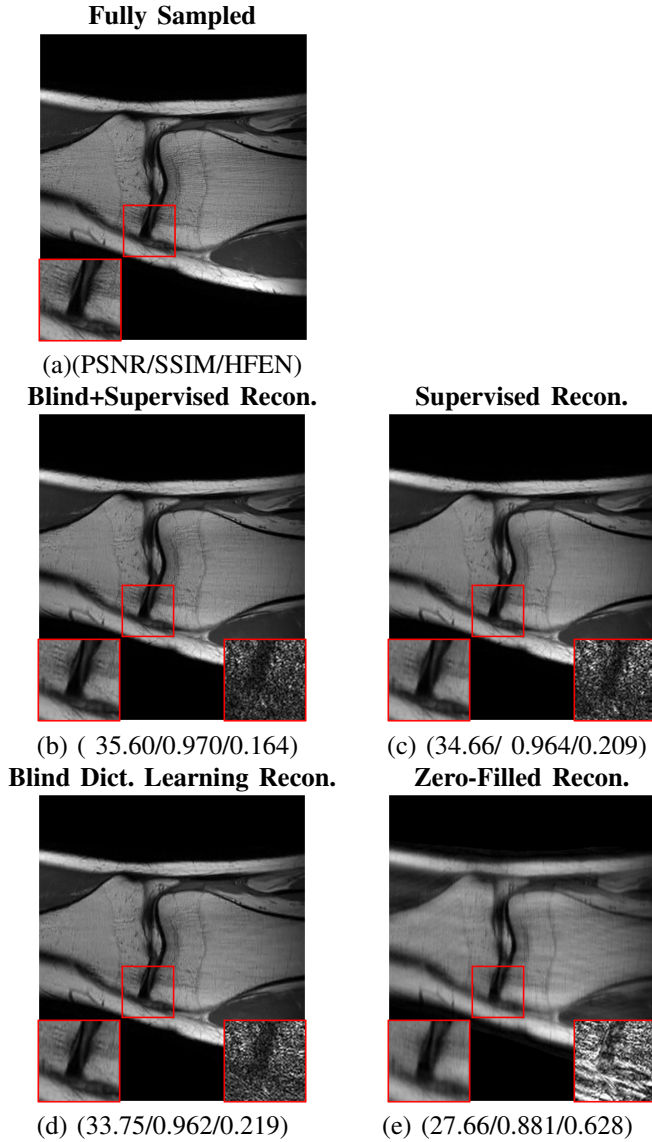 Fully Sampled
(a)(PSNR/SSIM/HFEN)
Blind+Supervised Recon.
Supervised Recon.
(b) ( 35.60/0.970/0.164)
(c) (34.66/ 0.964/0.209)
Blind Dict. Learning Recon.
Zero-Filled Recon.
(d) (33.75/0.962/0.219)
(e) (27.66/0.881/0.628)